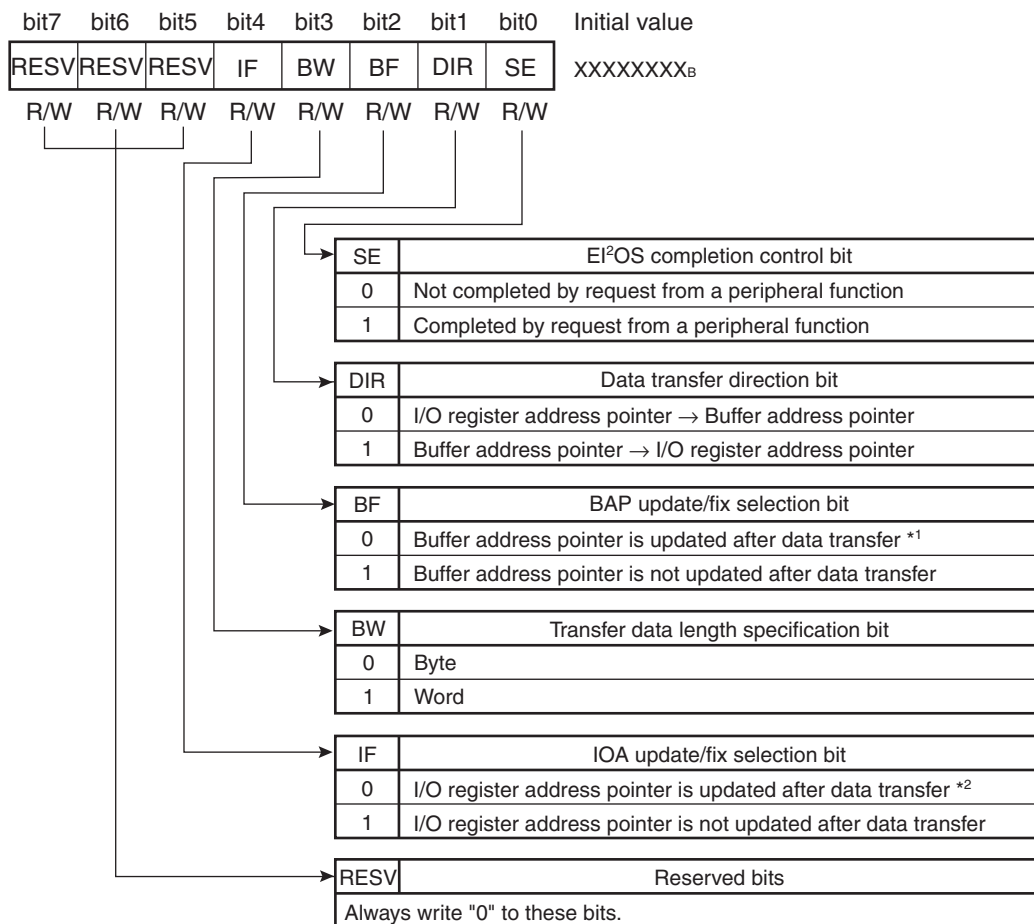 bit7 bit6 bit5 bit4 bit3 bit2 bit1 bit0 Initial value
RESV RESV RESV IF BW BF DIR SE XXXXXXXXB
R/W R/W R/W R/W R/W R/W R/W R/W
SE EI²OS completion control bit
0 Not completed by request from a peripheral function
1 Completed by request from a peripheral function
DIR Data transfer direction bit
0 I/O register address pointer → Buffer address pointer
1 Buffer address pointer → I/O register address pointer
BF BAP update/fix selection bit
0 Buffer address pointer is updated after data transfer *1
1 Buffer address pointer is not updated after data transfer
BW Transfer data length specification bit
0 Byte
1 Word
IF IOA update/fix selection bit
0 I/O register address pointer is updated after data transfer *2
1 I/O register address pointer is not updated after data transfer
RESV Reserved bits
Always write "0" to these bits.